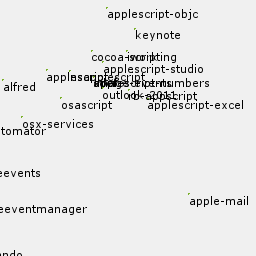 applescript-objc
keynote
cocoa
iwork
scripting
applescript-studio
applescript
alfred
numbers
outlook-2011
osascript
applescript-excel
osx-services
tomator
eevents
apple-mail
eeventmanager
ndo